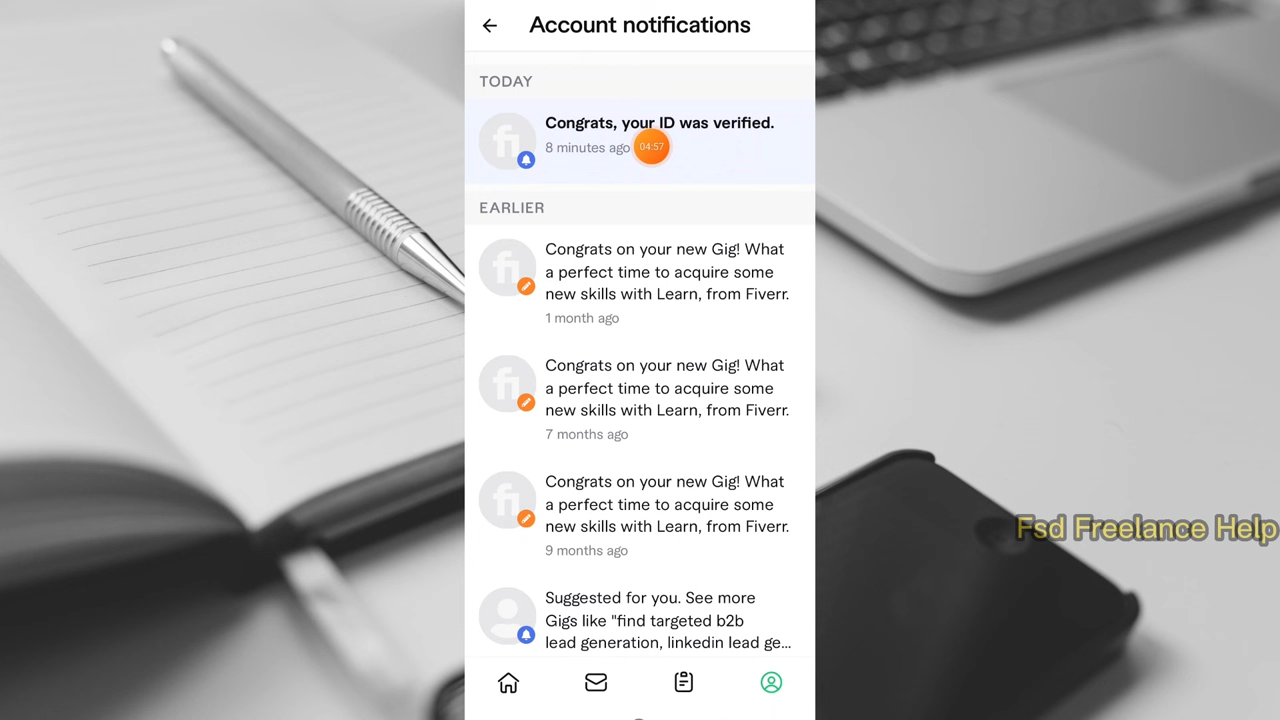 Account notifications
TODAY
Congrats, your ID was verified.
8 minutes ago
04:57
EARLIER
Congrats on your new Gig! What
a perfect time to acquire some
new skills with Learn, from Fiverr.
1 month ago
Congrats on your new Gig! What
a perfect time to acquire some
new skills with Learn, from Fiverr.
7 months ago
Congrats on your new Gig! What
a perfect time to acquire some
new skills with Learn, from Fiverr.
9 months ago
Suggested for you. See more
Gigs like "find targeted b2b
lead generation, linkedin lead ge...
Fsd Freelance Help
fi
fi
fi
fi